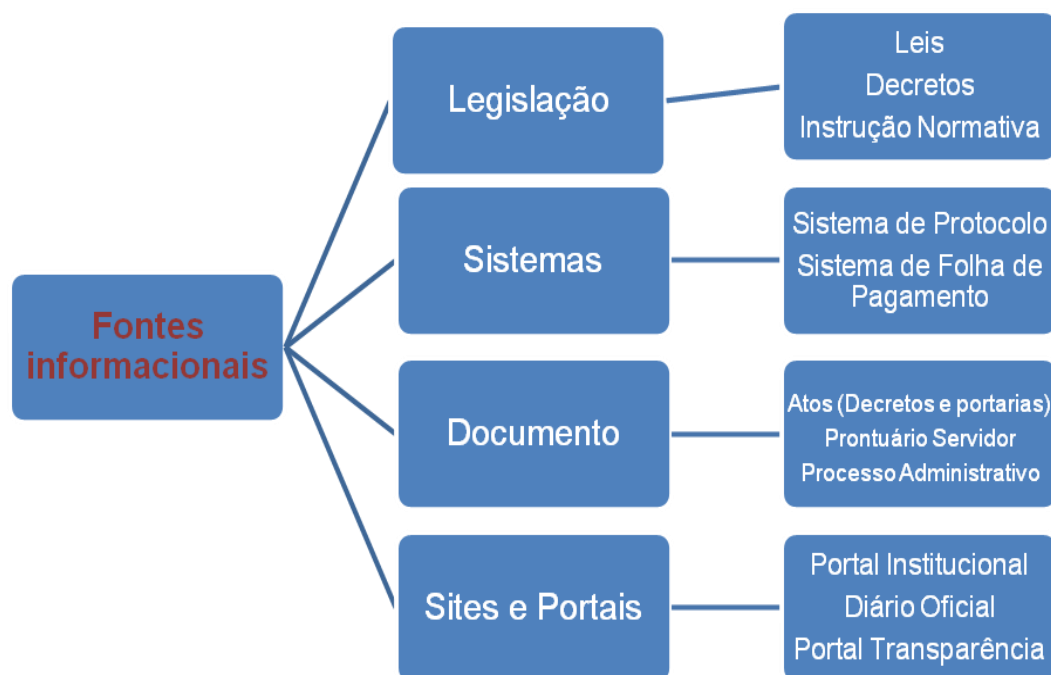 Fontes
informacionais
Legislação
Leis
Decretos
Instrução Normativa
Sistemas
Sistema de Protocolo
Sistema de Folha de
Pagamento
Documento
Atos (Decretos e portarias)
Prontuário Servidor
Processo Administrativo
Sites e Portais
Portal Institucional
Diário Oficial
Portal Transparência